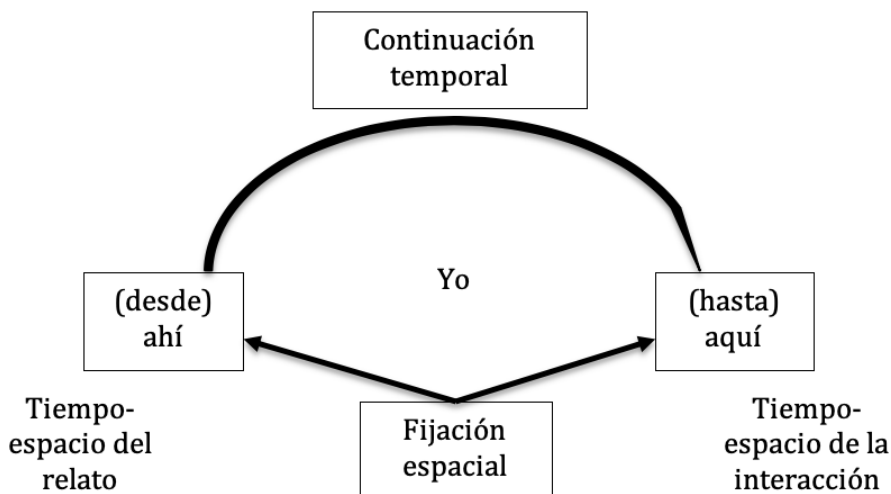 Continuación
temporal
Yo
(desde)
ahí
(hasta)
aquí
Tiempo-
espacio del
relato
Fijación
espacial
Tiempo-
espacio de la
interacción